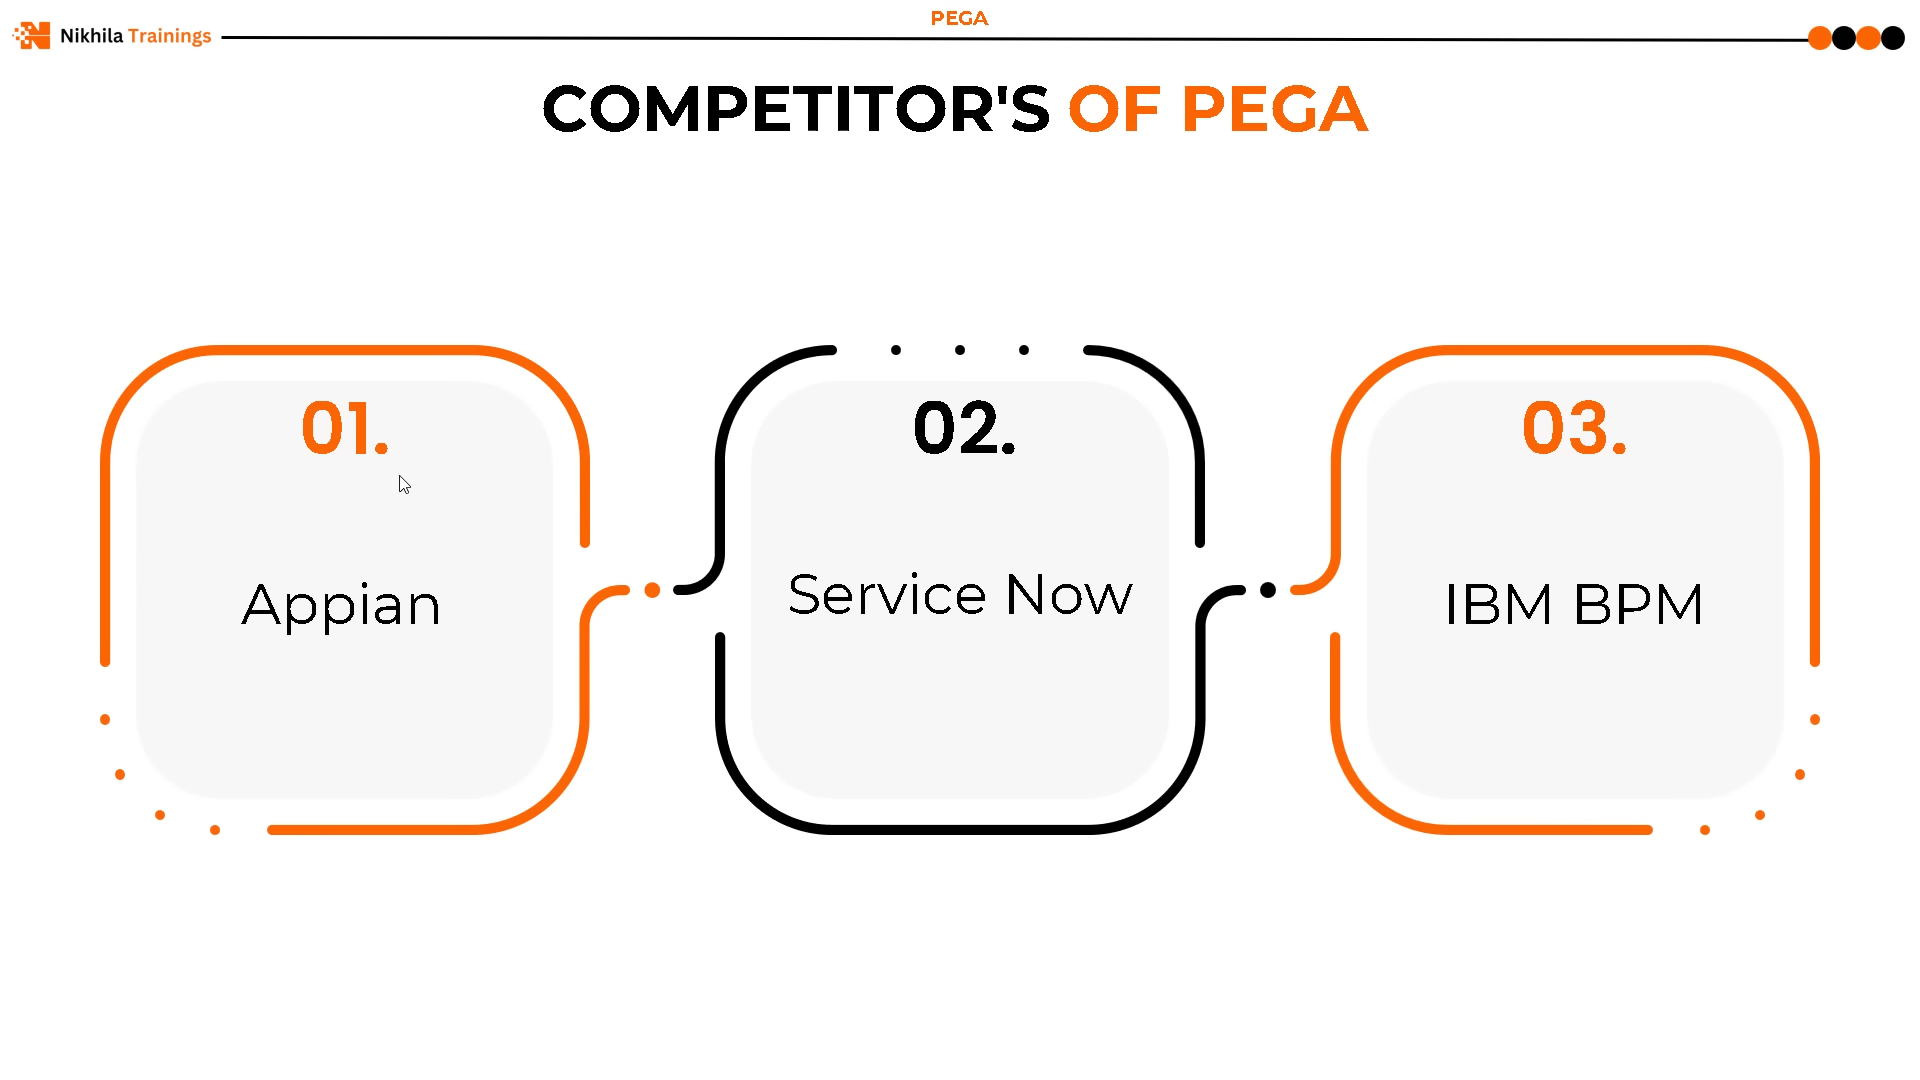 PEGA
Nikhila Trainings
COMPETITOR'S OF PEGA
01.
Appian
02.
Service Now
03.
IBM BPM